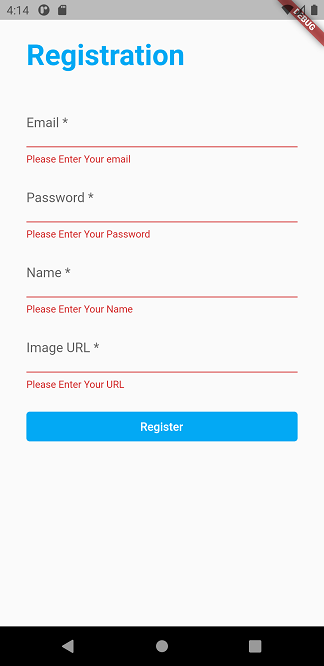 4:14
DEBUG
Registration
Email *
Please Enter Your email
Password *
Please Enter Your Password
Name *
Please Enter Your Name
Image URL *
Please Enter Your URL
Register